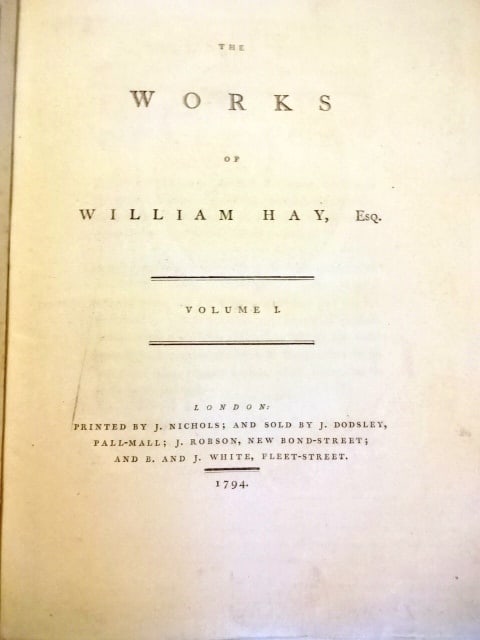 THE
WORKS
OF
WILLIAM HAY, Esq.
VOLUME I.
LONDON:
PRINTED BY J. NICHOLS; AND SOLD BY J. DODSLEY,
PALL-MALL; J. ROBSON, NEW BOND-STREET;
AND B. AND J. WHITE, FLEET-STREET.
1794.